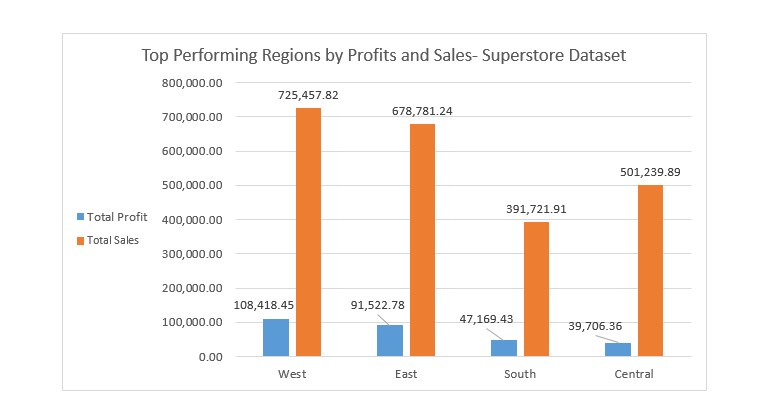 Top Performing Regions by Profits and Sales- Superstore Dataset
800,000.00
700,000.00
600,000.00
500,000.00
400,000.00
300,000.00
200,000.00
100,000.00
0.00
725,457.82
678,781.24
501,239.89
391,721.91
108,418.45
91,522.78
47,169.43
39,706.36
Total Profit
Total Sales
West
East
South
Central